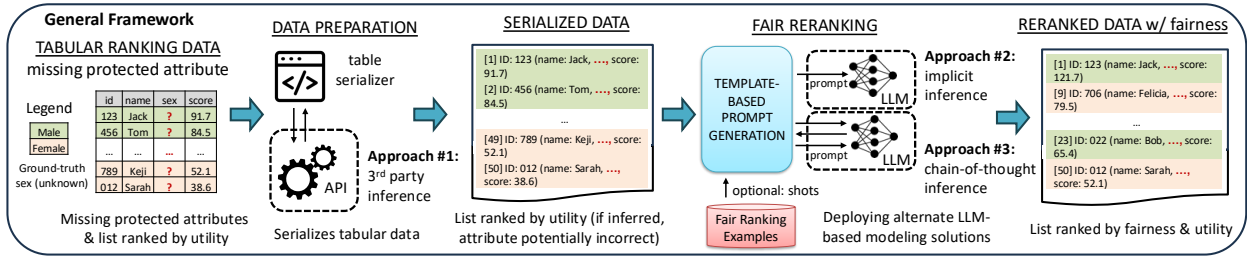 General Framework
TABULAR RANKING DATA
missing protected attribute
Legend
Male
Female
Ground-truth
sex (unknown)
id name sex score
123 Jack ? 91.7
456 Tom ? 84.5
... ... ... ...
789 Keji ? 52.1
012 Sarah ? 38.6
Missing protected attributes
& list ranked by utility
DATA PREPARATION
table
serializer
API
Approach #1:
3rd party
inference
Serializes tabular data
SERIALIZED DATA
[1] ID: 123 (name: Jack, ..., score:
91.7)
[2] ID: 456 (name: Tom, ..., score:
84.5)
...
[49] ID: 789 (name: Keji, ..., score:
52.1)
[50] ID: 012 (name: Sarah, ...,
score: 38.6)
List ranked by utility (if inferred,
attribute potentially incorrect)
FAIR RERANKING
TEMPLATE-
BASED
PROMPT
GENERATION
prompt
LLM
Approach #2:
implicit
inference
prompt
LLM
Approach #3:
chain-of-thought
inference
optional: shots
Fair Ranking
Examples
Deploying alternate LLM-
based modeling solutions
RERANKED DATA w/ fairness
[1] ID: 123 (name: Jack, ..., score:
121.7)
[9] ID: 706 (name: Felicia, ..., score:
79.5)
...
[23] ID: 022 (name: Bob, ..., score:
65.4)
[50] ID: 012 (name: Sarah, ...,
score: 52.1)
List ranked by fairness & utility